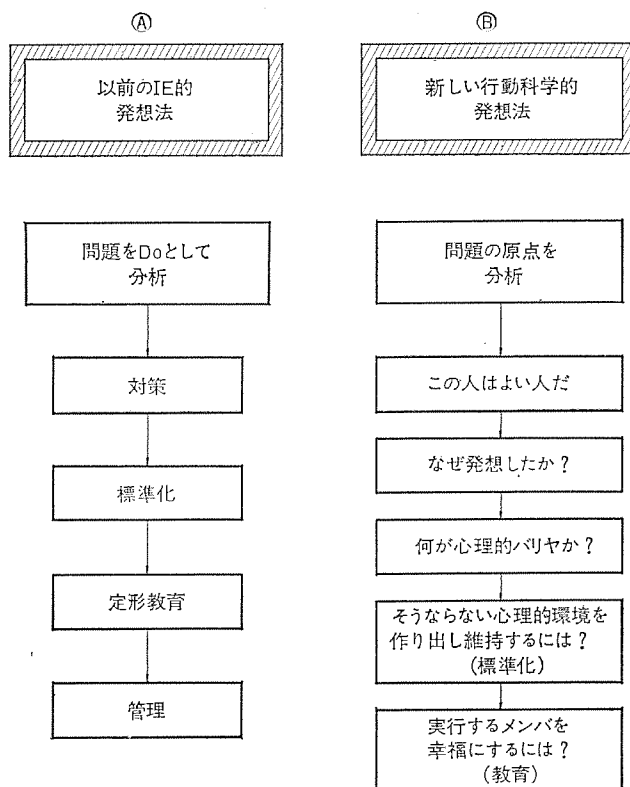 Ⓐ
以前のIE的
発想法
問題をDoとして
分析
対策
標準化
定形教育
管理
Ⓑ
新しい行動科学的
発想法
問題の原点を
分析
この人はよい人だ
なぜ発想したか？
何が心理的バリヤか？
そうならない心理的環境を
作り出し維持するには？
(標準化)
実行するメンバを
幸福にするには？
(教育)